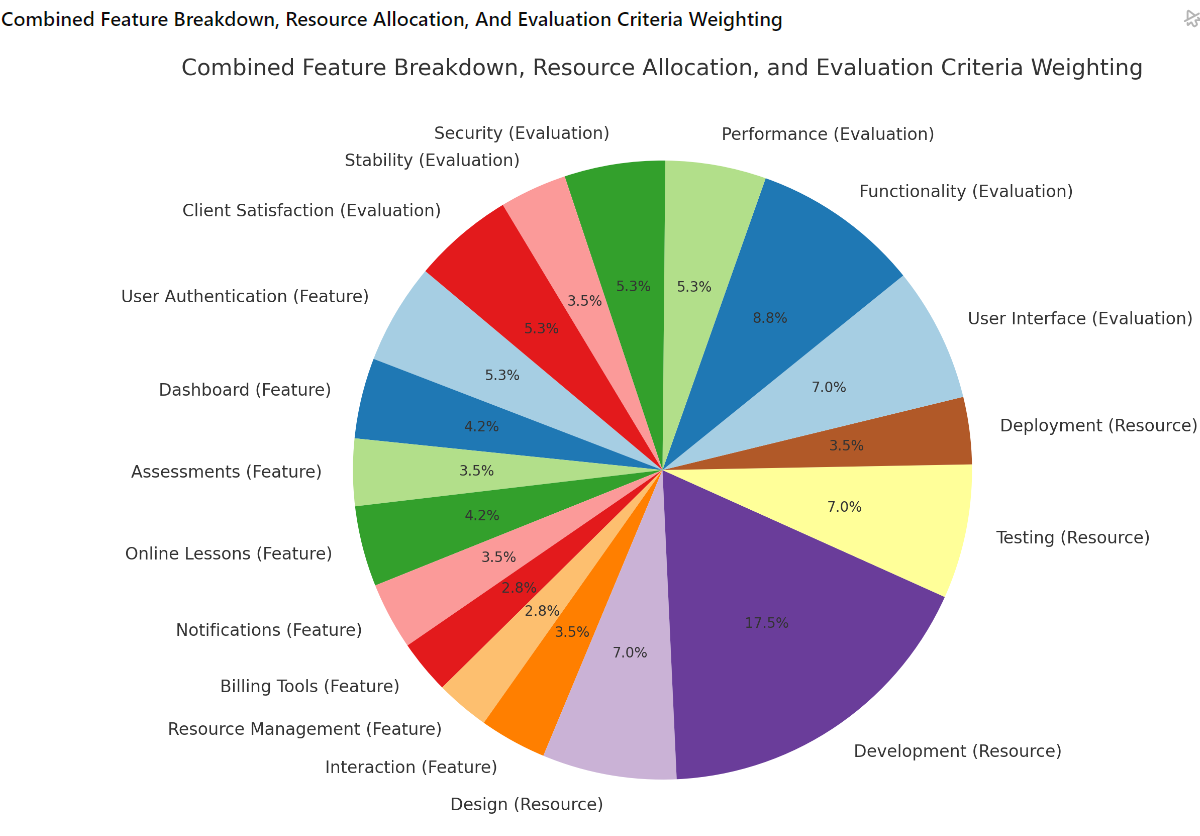 Combined Feature Breakdown, Resource Allocation, And Evaluation Criteria Weighting
Combined Feature Breakdown, Resource Allocation, and Evaluation Criteria Weighting
Security (Evaluation)
Performance (Evaluation)
Stability (Evaluation)
Functionality (Evaluation)
Client Satisfaction (Evaluation)
User Authentication (Feature)
User Interface (Evaluation)
Dashboard (Feature)
Deployment (Resource)
Assessments (Feature)
Online Lessons (Feature)
Testing (Resource)
Notifications (Feature)
Billing Tools (Feature)
Resource Management (Feature)
Interaction (Feature)
Development (Resource)
Design (Resource)
5.3%
5.3%
3.5%
8.8%
5.3%
5.3%
7.0%
4.2%
3.5%
3.5%
4.2%
7.0%
3.5%
2.8%
2.8%
3.5%
17.5%
7.0%